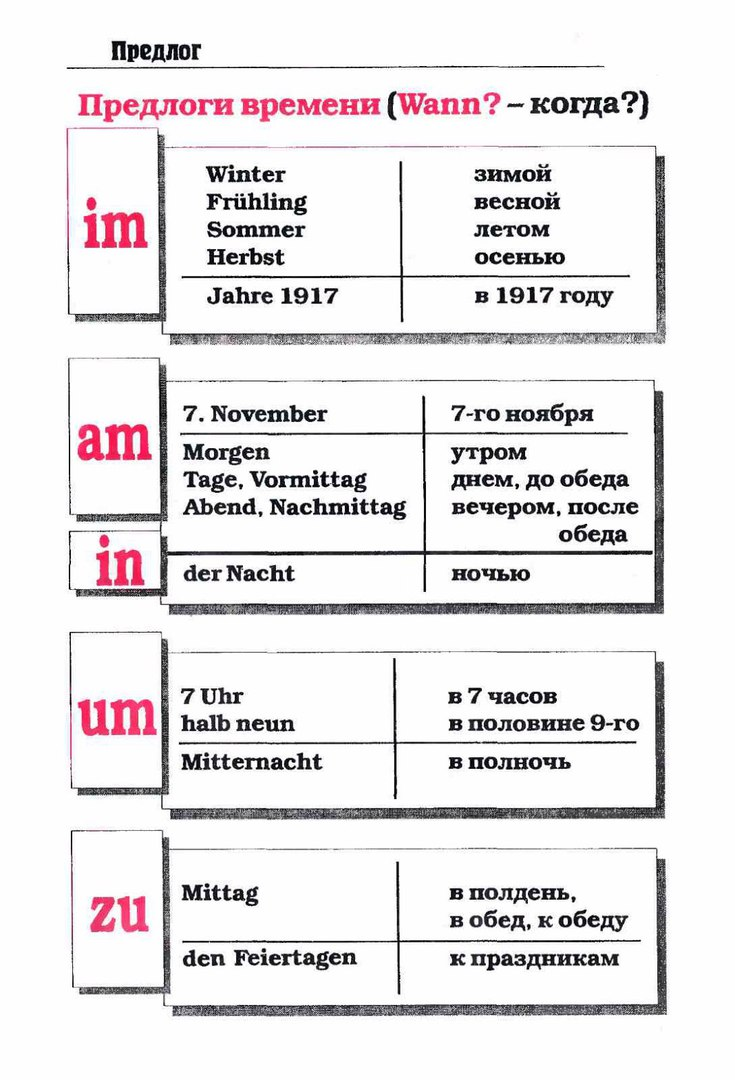 Предлог
Предлоги времени (Wann? – когда?)
im
Winter зимой
Frühling весной
Sommer летом
Herbst осенью
Jahre 1917 в 1917 году
am
7. November 7-го ноября
Morgen утром
Tage, Vormittag днем, до обеда
Abend, Nachmittag вечером, после
обеда
in
der Nacht ночью
um
7 Uhr в 7 часов
halb neun в половине 9-го
Mitternacht в полночь
zu
Mittag в полдень,
в обед, к обеду
den Feiertagen к праздникам